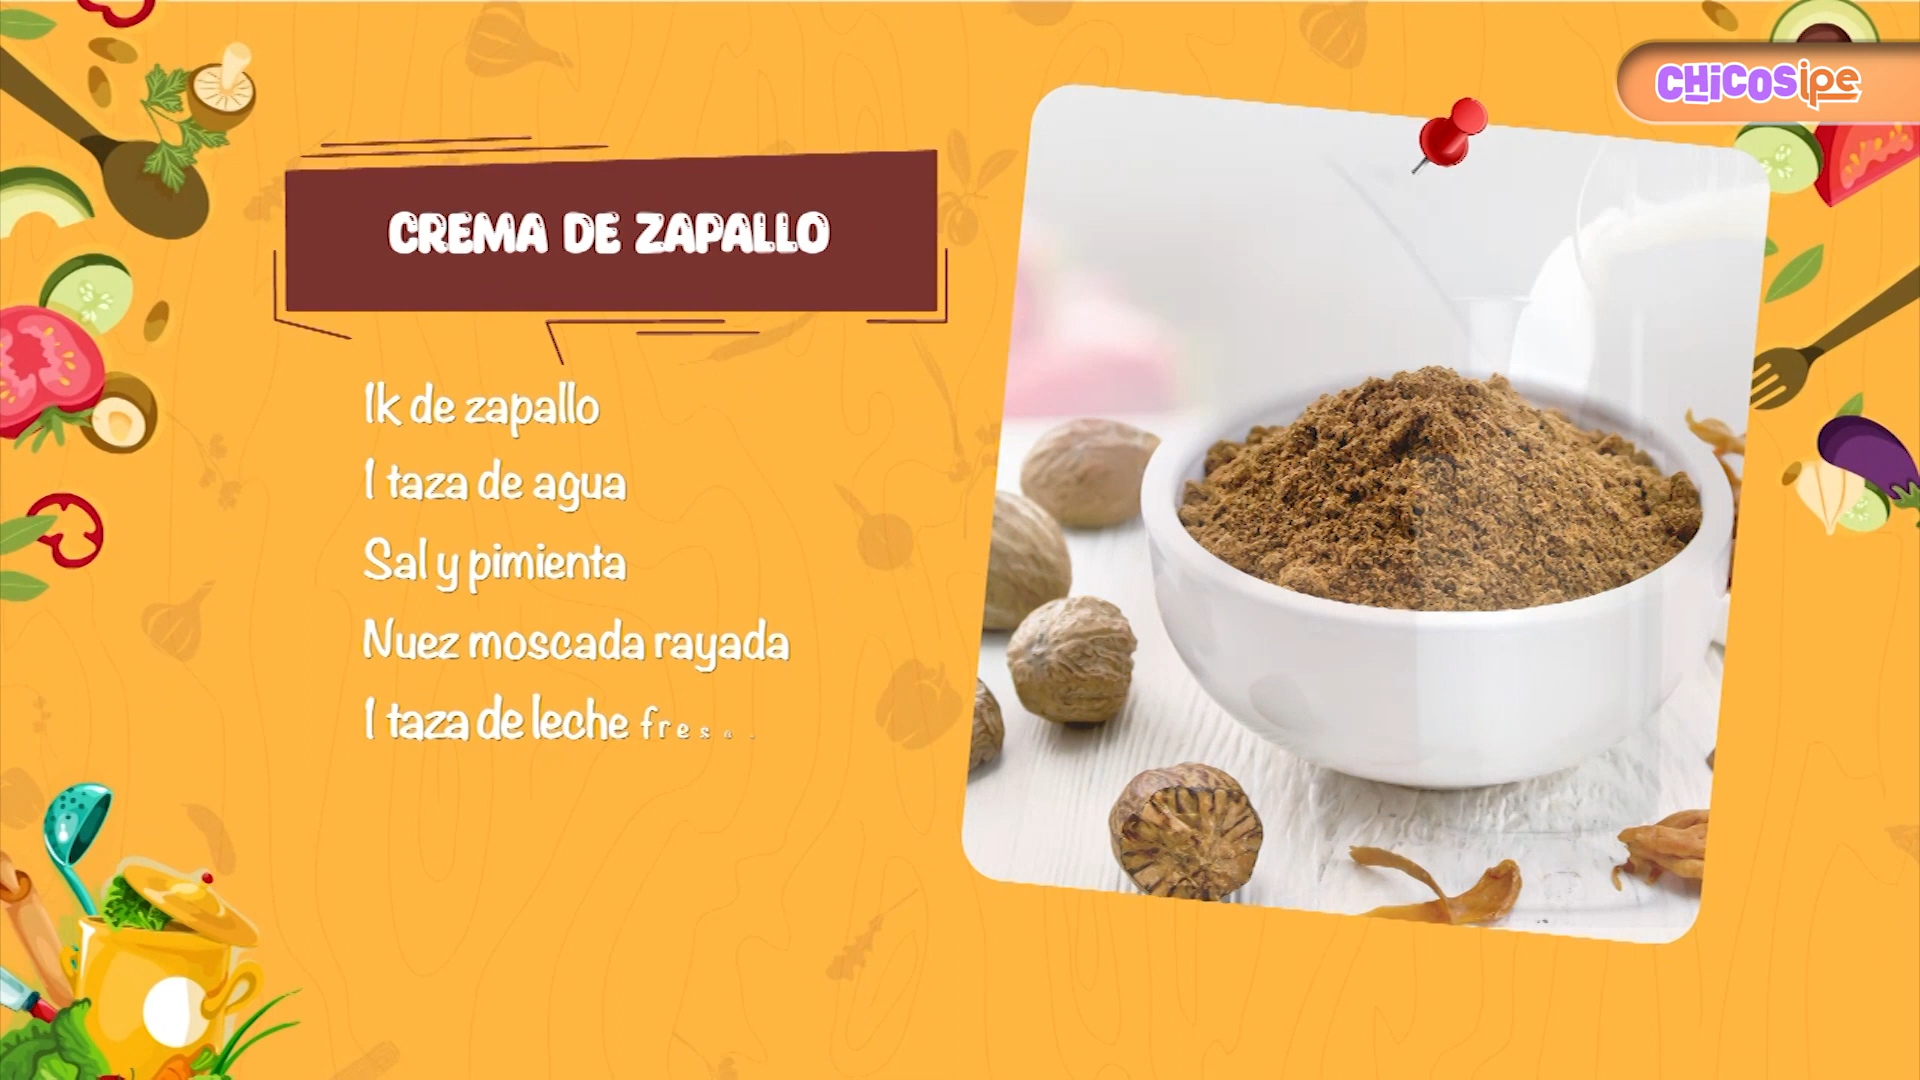 CHICOSipe
CREMA DE ZAPALLO
1k de zapallo
1 taza de agua
Sal y pimienta
Nuez moscada rayada
1 taza de leche